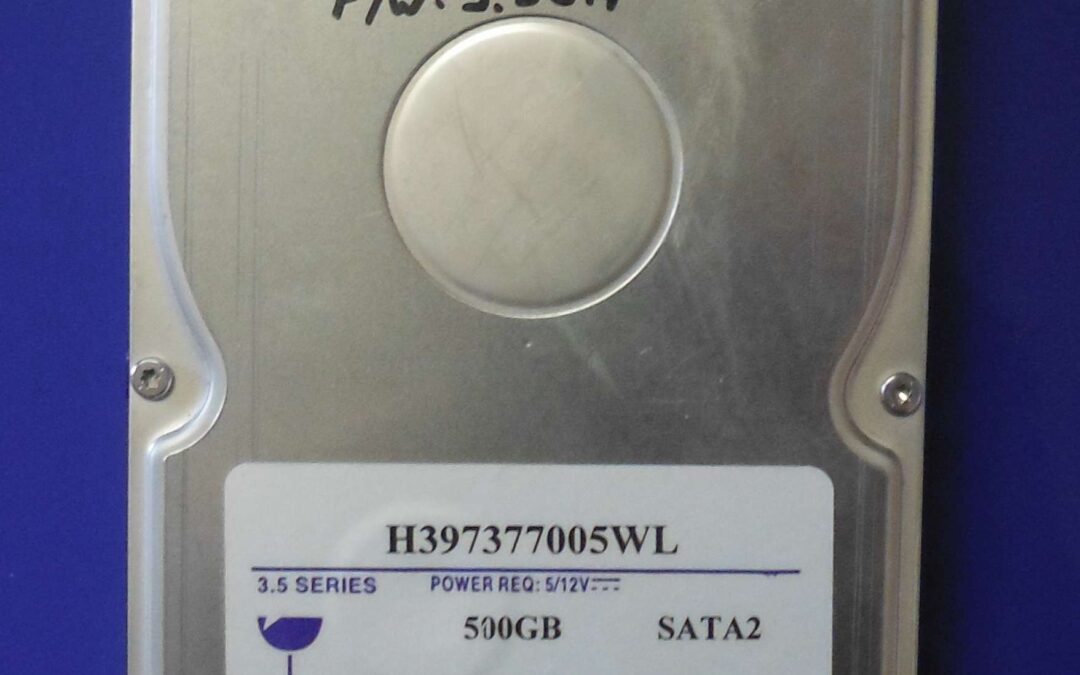 H397377005WL
3.5 SERIES POWER REQ: 5/12V
500GB SATA2